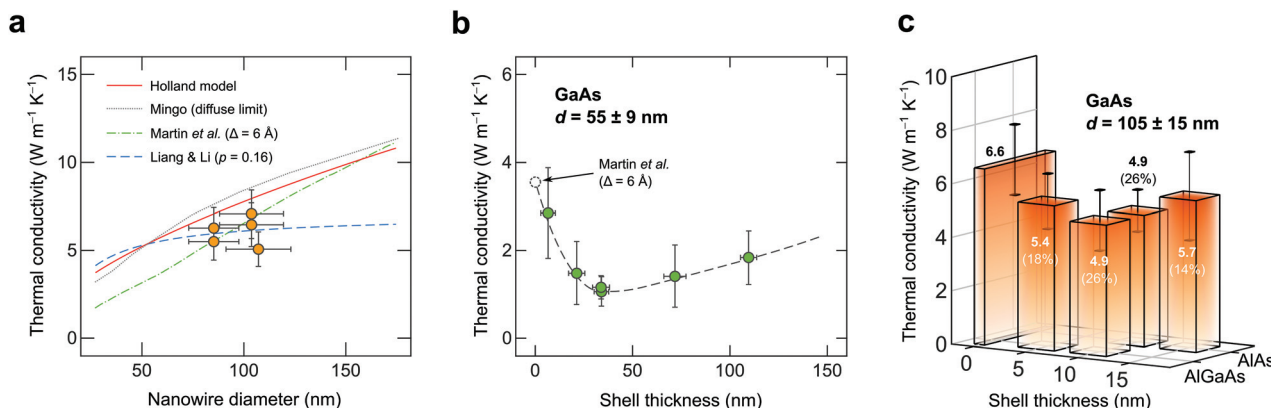 a
Thermal conductivity (W m⁻¹ K⁻¹)
15
10
5
0
Holland model
Mingo (diffuse limit)
Martin et al. (Δ = 6 Å)
Liang & Li (p = 0.16)
50
100
150
Nanowire diameter (nm)
b
Thermal conductivity (W m⁻¹ K⁻¹)
6
4
2
0
GaAs
d = 55 ± 9 nm
Martin et al.
(Δ = 6 Å)
0
50
100
150
Shell thickness (nm)
c
Thermal conductivity (W m⁻¹ K⁻¹)
10
8
6
4
2
0
GaAs
d = 105 ± 15 nm
6.6
5.4
(18%)
4.9
(26%)
4.9
(26%)
5.7
(14%)
0
5
10
15
Shell thickness (nm)
AlGaAs
AlAs